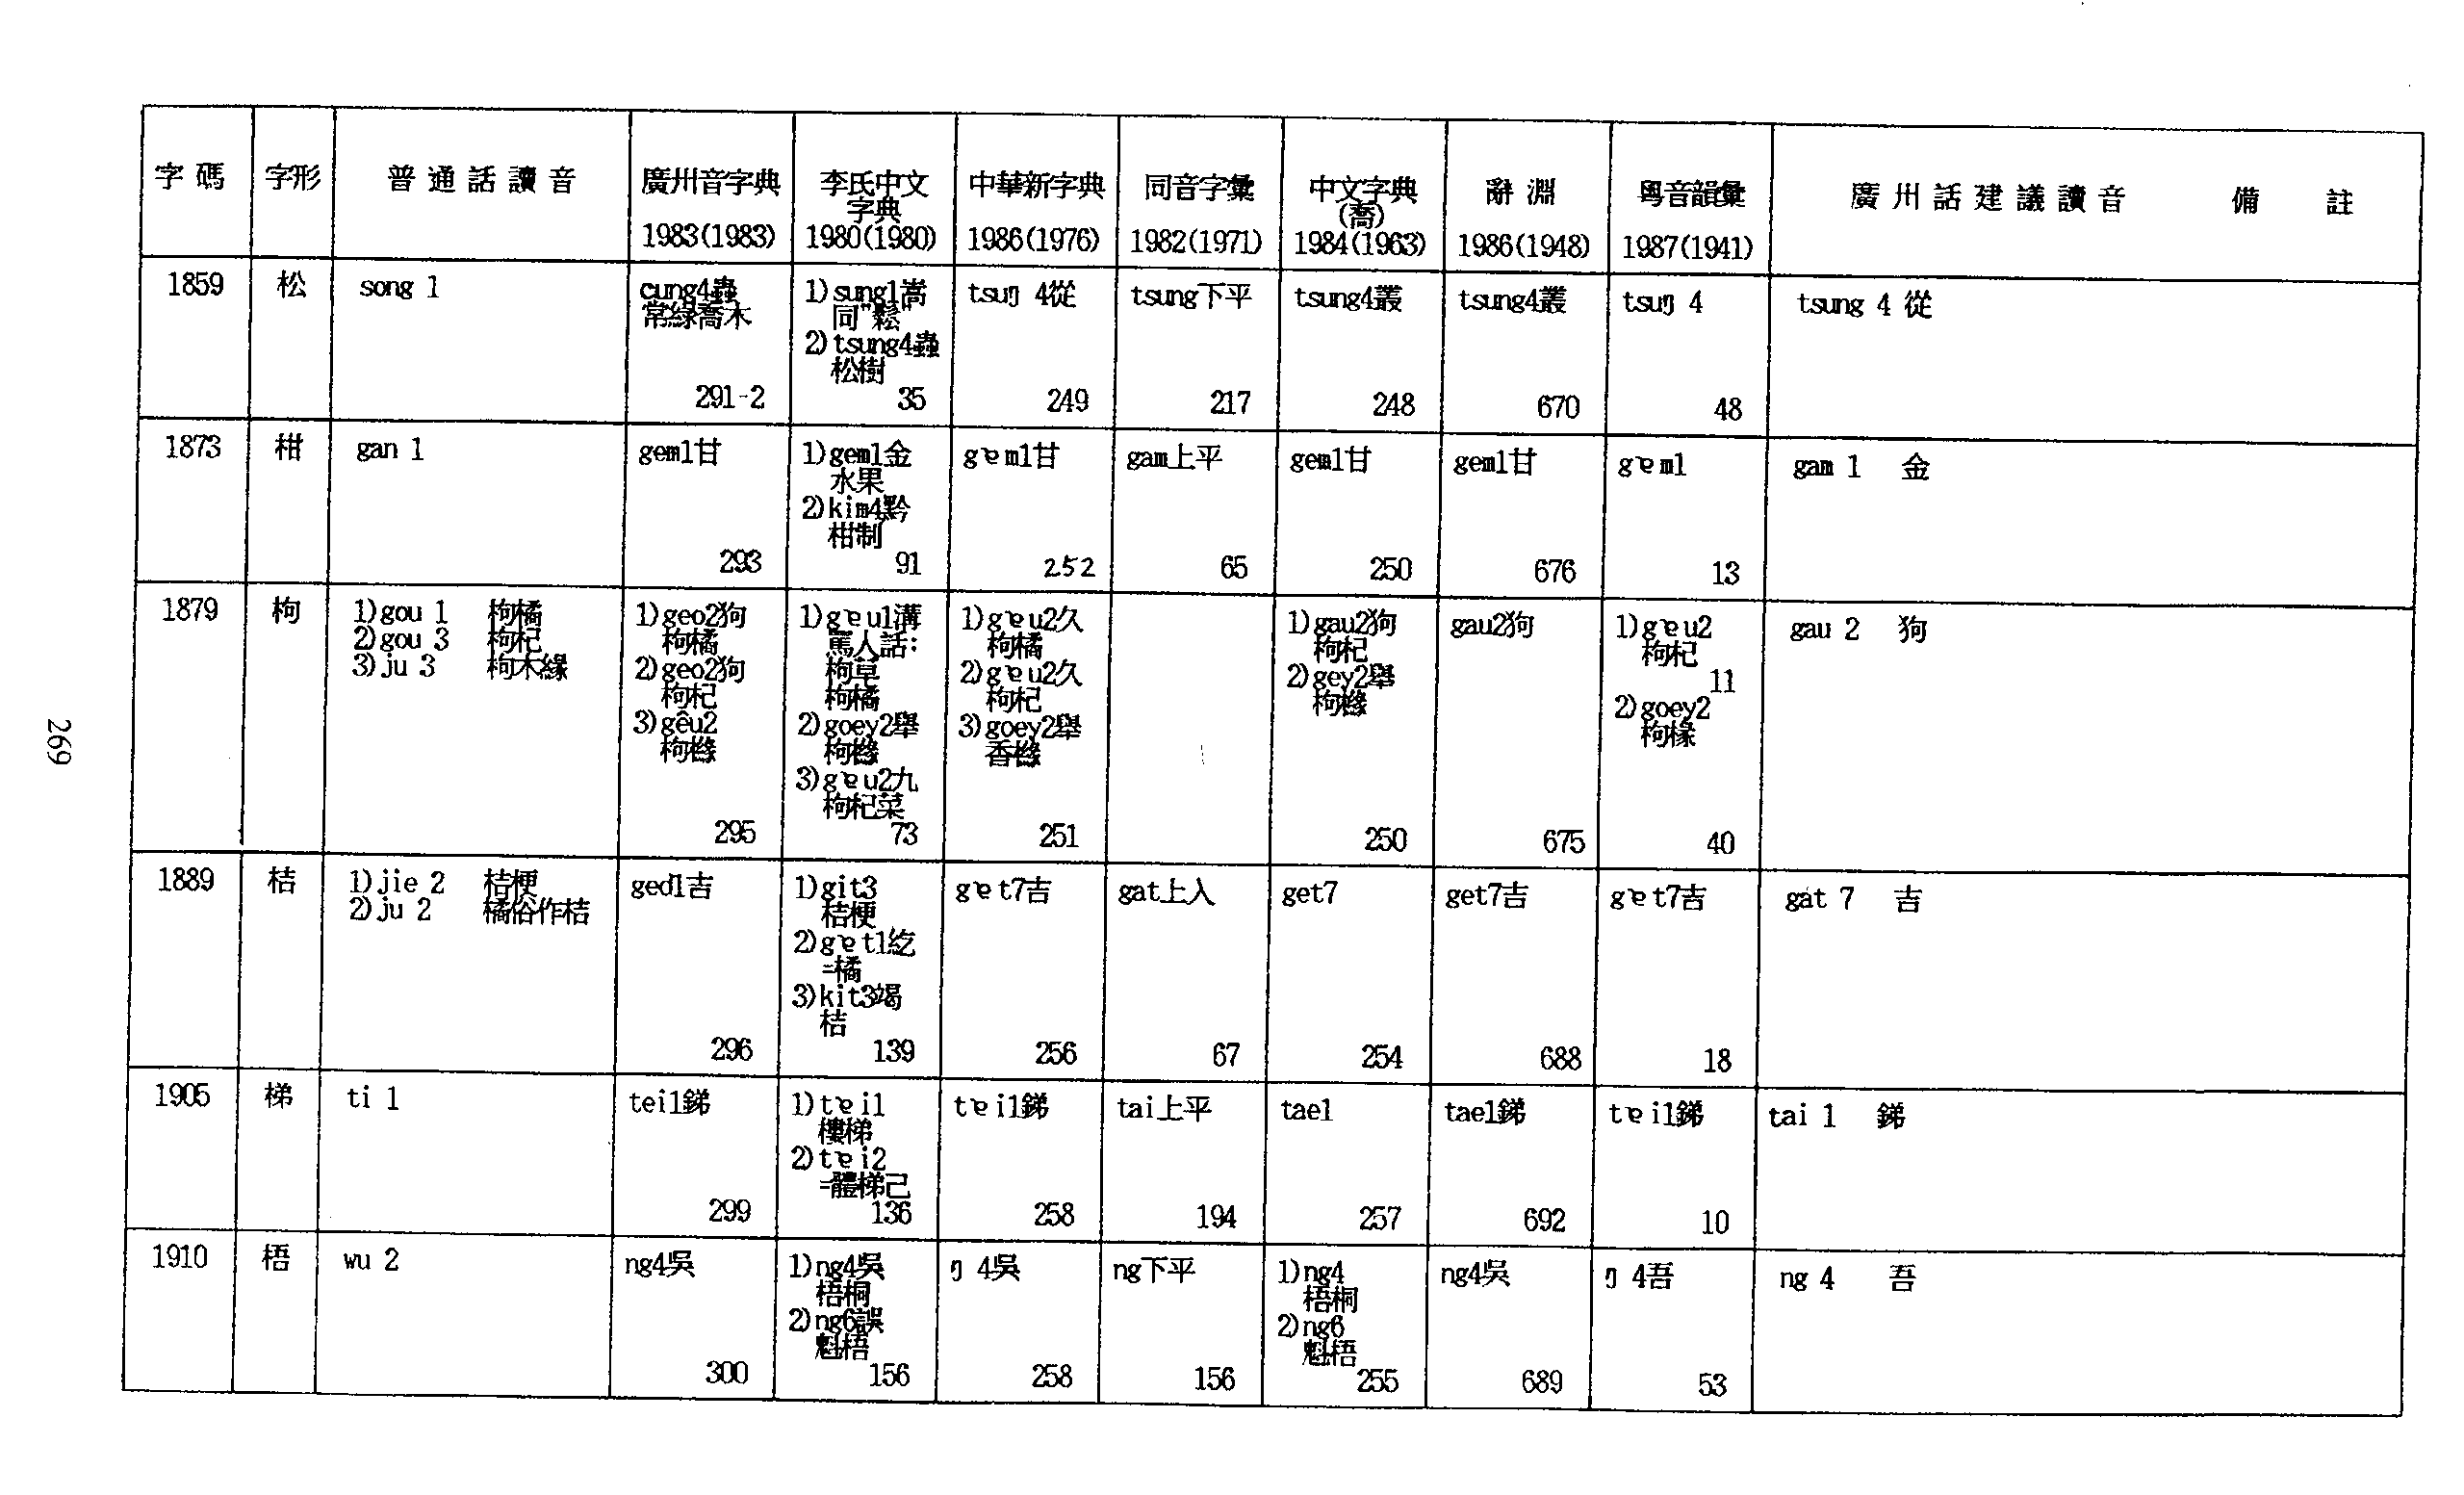 字碼 字形 普通話讀音 廣州音字典 1983(1983) 李氏中文字典 1980(1980) 中華新字典 1986(1976) 同音字彙 1982(1971) 中文字典(喬) 1984(1963) 辭淵 1986(1948) 粵音韻彙 1987(1941) 廣州話建議讀音 備註
1859 松 song 1
cung4蟲
常綠喬木
291-2
1)sung1嵩
同"鬆"
2)tsung4蟲
松樹
35
tsuŋ 4從
249
tsung下平
217
tsung4叢
248
tsung4叢
670
tsuŋ 4
48
tsung 4 從
1873 柑 gan 1
gem1甘
293
1)gem1金
水果
2)kim4黔
柑制
91
gɐm1甘
252
gam上平
65
gem1甘
250
gem1甘
676
gɐm1
13
gam 1 金
1879 枸
1)gou 1 枸橘
2)gou 3 枸杞
3)ju 3 枸木緣
1)geo2狗
枸橘
2)geo2狗
枸杞
3)gêu2
枸櫞
295
1)gɐu1溝
罵人話:
枸草
枸橘
2)goey2舉
枸櫞
3)gɐu2九
枸杞菜
73
1)gɐu2久
枸橘
2)gɐu2久
枸杞
3)goey2舉
香櫞
251
1)gau2狗
枸杞
2)gey2舉
枸櫞
250
gau2狗
675
1)gɐu2
枸杞
11
2)goey2
枸橼
40
gau 2 狗
1889 桔
1)jie 2 桔梗
2)ju 2 橘俗作桔
ged1吉
296
1)git3
桔梗
2)gɐt1紇
=橘
3)kit3竭
桔
139
gɐt7吉
256
gat上入
67
get7
254
get7吉
688
gɐt7吉
18
gat 7 吉
1905 梯 ti 1
tei1銻
299
1)tɐi1
樓梯
2)tɐi2
=體梯己
136
tɐi1銻
258
tai上平
194
tae1
257
tae1銻
692
tɐi1銻
10
tai 1 銻
1910 梧 wu 2
ng4吳
300
1)ng4吳
梧桐
2)ng6誤
魁梧
156
ŋ 4吳
258
ng下平
156
1)ng4
梧桐
2)ng6
魁梧
255
ng4吳
689
ŋ 4吾
53
ng 4 吾
269